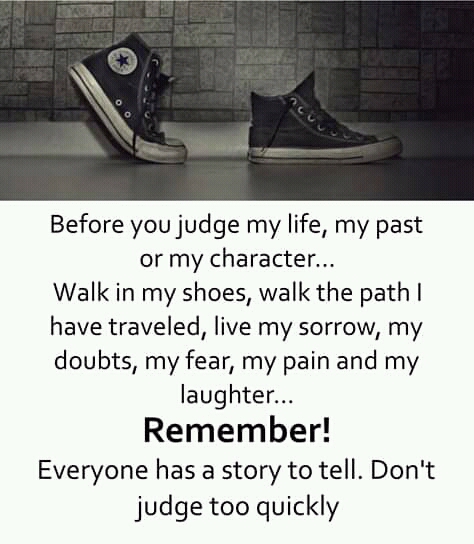 Before you judge my life, my past
or my character...
Walk in my shoes, walk the path I
have traveled, live my sorrow, my
doubts, my fear, my pain and my
laughter...
Remember!
Everyone has a story to tell. Don't
judge too quickly